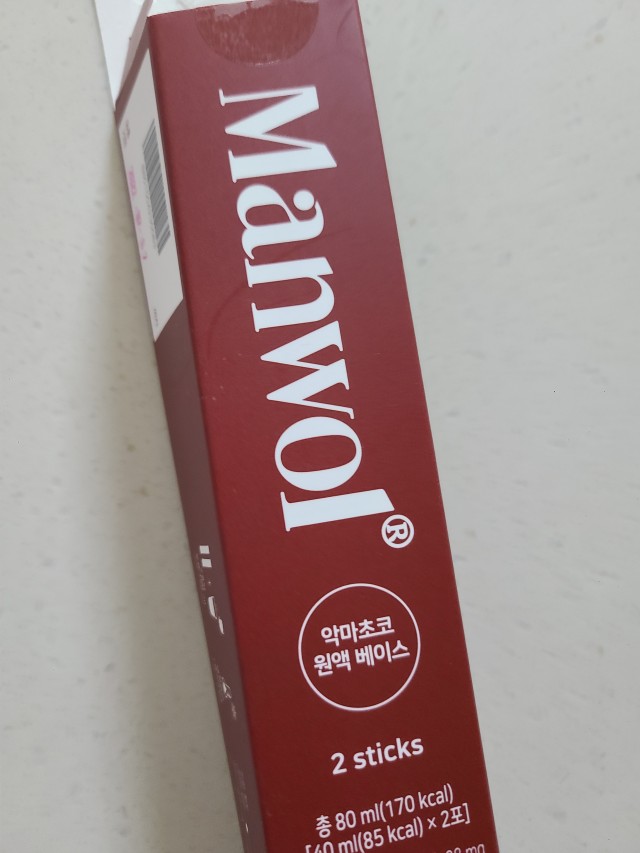 Manwol®
악마초코
원액 베이스
2 sticks
총 80 ml(170 kcal)
[40 ml(85 kcal) × 2포]
mg